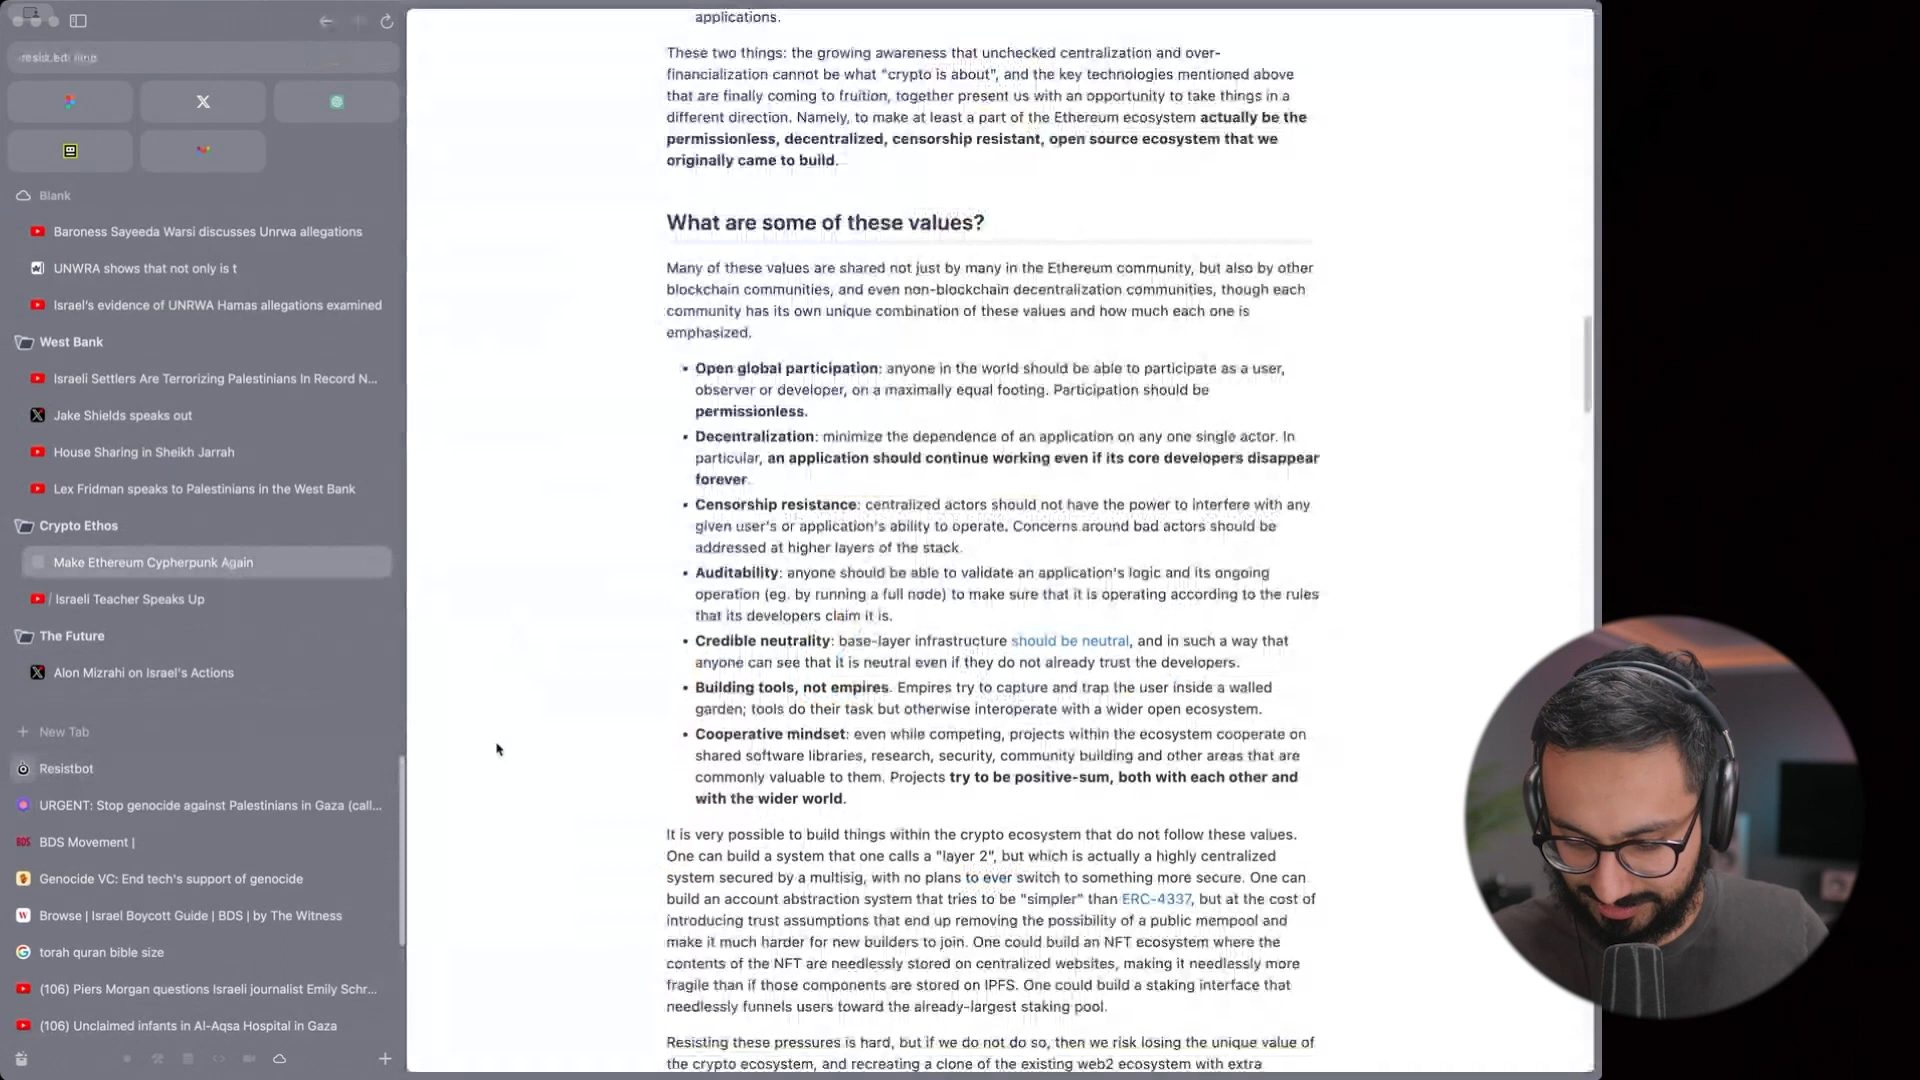 Blank
Baroness Sayeeda Warsi discusses Unrwa allegations
UNWRA shows that not only is t
Israel's evidence of UNRWA Hamas allegations examined
West Bank
Israeli Settlers Are Terrorizing Palestinians In Record N...
Jake Shields speaks out
House Sharing in Sheikh Jarrah
Lex Fridman speaks to Palestinians in the West Bank
Crypto Ethos
Make Ethereum Cypherpunk Again
/ Israeli Teacher Speaks Up
The Future
Alon Mizrahi on Israel's Actions
New Tab
Resistbot
URGENT: Stop genocide against Palestinians in Gaza (call...
BDS Movement |
Genocide VC: End tech's support of genocide
Browse | Israel Boycott Guide | BDS | by The Witness
torah quran bible size
(106) Piers Morgan questions Israeli journalist Emily Schr...
(106) Unclaimed infants in Al-Aqsa Hospital in Gaza
applications.
These two things: the growing awareness that unchecked centralization and over-
financialization cannot be what "crypto is about", and the key technologies mentioned above
that are finally coming to fruition, together present us with an opportunity to take things in a
different direction. Namely, to make at least a part of the Ethereum ecosystem actually be the
permissionless, decentralized, censorship resistant, open source ecosystem that we
originally came to build.
What are some of these values?
Many of these values are shared not just by many in the Ethereum community, but also by other
blockchain communities, and even non-blockchain decentralization communities, though each
community has its own unique combination of these values and how much each one is
emphasized.
• Open global participation: anyone in the world should be able to participate as a user,
observer or developer, on a maximally equal footing. Participation should be
permissionless.
• Decentralization: minimize the dependence of an application on any one single actor. In
particular, an application should continue working even if its core developers disappear
forever.
• Censorship resistance: centralized actors should not have the power to interfere with any
given user's or application's ability to operate. Concerns around bad actors should be
addressed at higher layers of the stack.
• Auditability: anyone should be able to validate an application's logic and its ongoing
operation (eg. by running a full node) to make sure that it is operating according to the rules
that its developers claim it is.
• Credible neutrality: base-layer infrastructure should be neutral, and in such a way that
anyone can see that it is neutral even if they do not already trust the developers.
• Building tools, not empires. Empires try to capture and trap the user inside a walled
garden; tools do their task but otherwise interoperate with a wider open ecosystem.
• Cooperative mindset: even while competing, projects within the ecosystem cooperate on
shared software libraries, research, security, community building and other areas that are
commonly valuable to them. Projects try to be positive-sum, both with each other and
with the wider world.
It is very possible to build things within the crypto ecosystem that do not follow these values.
One can build a system that one calls a "layer 2", but which is actually a highly centralized
system secured by a multisig, with no plans to ever switch to something more secure. One can
build an account abstraction system that tries to be "simpler" than ERC-4337, but at the cost of
introducing trust assumptions that end up removing the possibility of a public mempool and
make it much harder for new builders to join. One could build an NFT ecosystem where the
contents of the NFT are needlessly stored on centralized websites, making it needlessly more
fragile than if those components are stored on IPFS. One could build a staking interface that
needlessly funnels users toward the already-largest staking pool.
Resisting these pressures is hard, but if we do not do so, then we risk losing the unique value of
the crypto ecosystem, and recreating a clone of the existing web2 ecosystem with extra